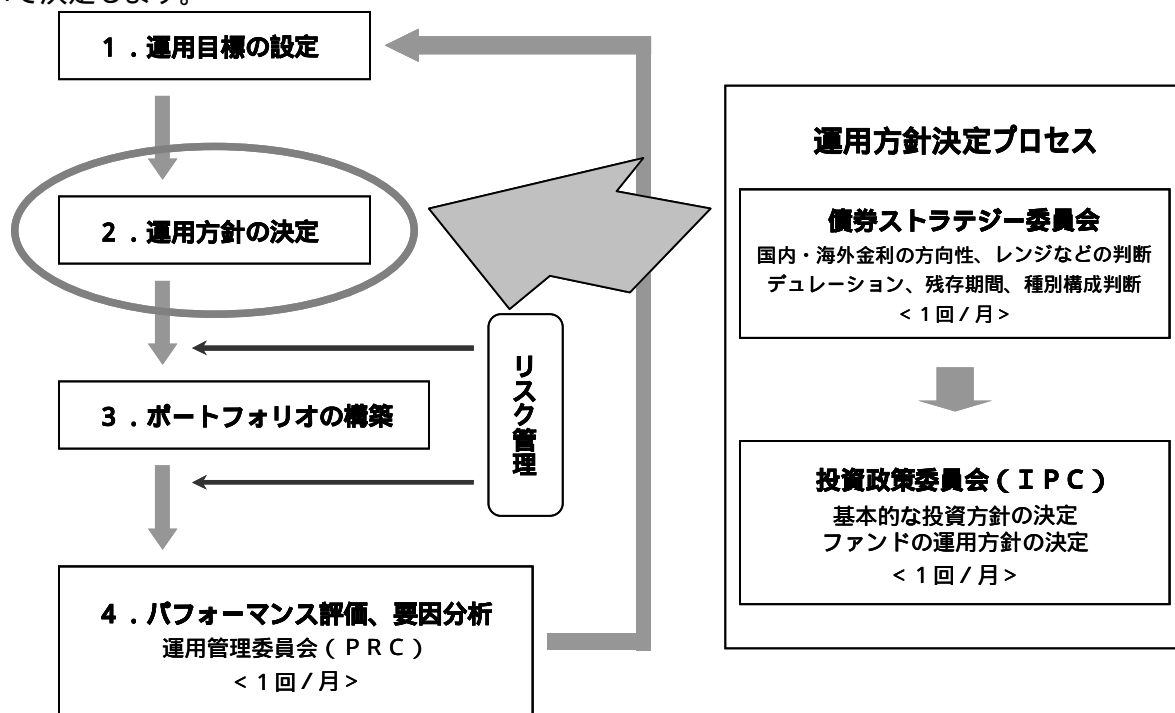 で決定します。
１．運用目標の設定
２．運用方針の決定
３．ポートフォリオの構築
４．パフォーマンス評価、要因分析
運用管理委員会（ＰＲＣ）
＜１回／月＞
リスク管理
運用方針決定プロセス
債券ストラテジー委員会
国内・海外金利の方向性、レンジなどの判断
デュレーション、残存期間、種別構成判断
＜１回／月＞
投資政策委員会（ＩＰＣ）
基本的な投資方針の決定
ファンドの運用方針の決定
＜１回／月＞